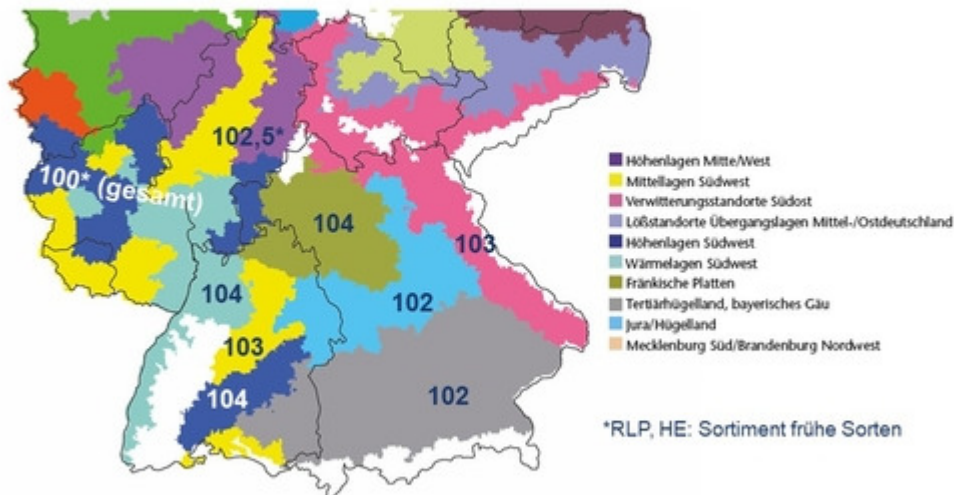 102,5*
100* (gesamt)
104
103
104
102
103
104
102
Höhenlagen Mitte/West
Mittellagen Südwest
Verwitterungsstandorte Südost
Lößstandorte Übergangslagen Mittel-/Ostdeutschland
Höhenlagen Südwest
Wärmelagen Südwest
Fränkische Platten
Tertiärhügelland, bayerisches Gäu
Jura/Hügelland
Mecklenburg Süd/Brandenburg Nordwest
*RLP, HE: Sortiment frühe Sorten